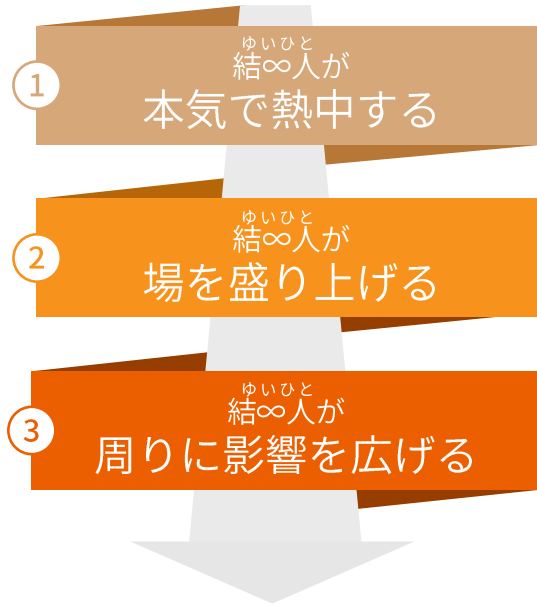 ゆいひと
結∞人が
1
本気で熱中する
ゆいひと
結∞人が
2
場を盛り上げる
ゆいひと
結∞人が
3
周りに影響を広げる